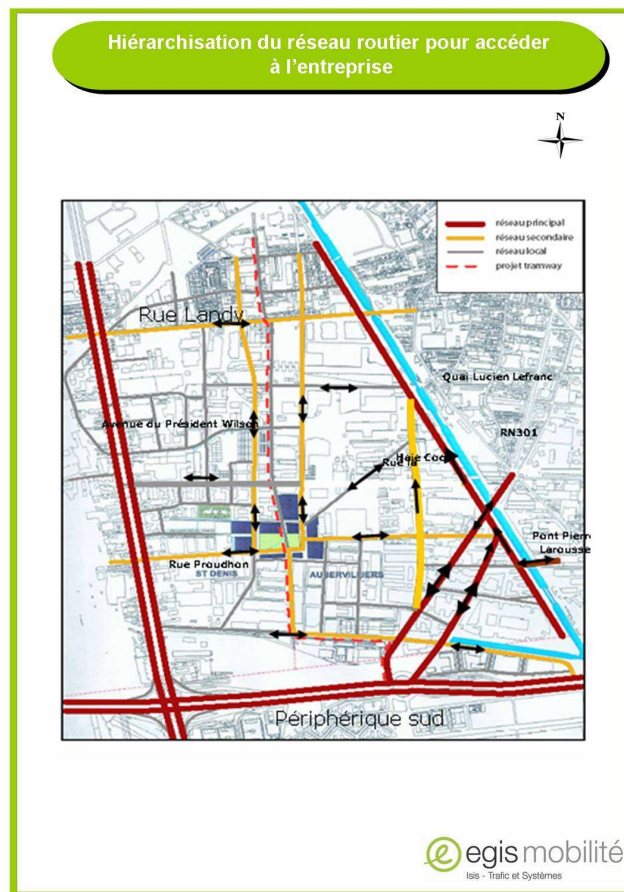 Hiérarchisation du réseau routier pour accéder
à l'entreprise
N
réseau principal
réseau secondaire
réseau local
projet tramway
Rue Landy
Quai Lucien Lefranc
Avenue du Président Wilson
RN301
Haie Coq
Rue la
Pont Pierre
Larousse
Rue Proudhon
ST DENIS
AUBERVILLIERS
Périphérique sud
egis mobilité
Isis - Trafic et Systèmes